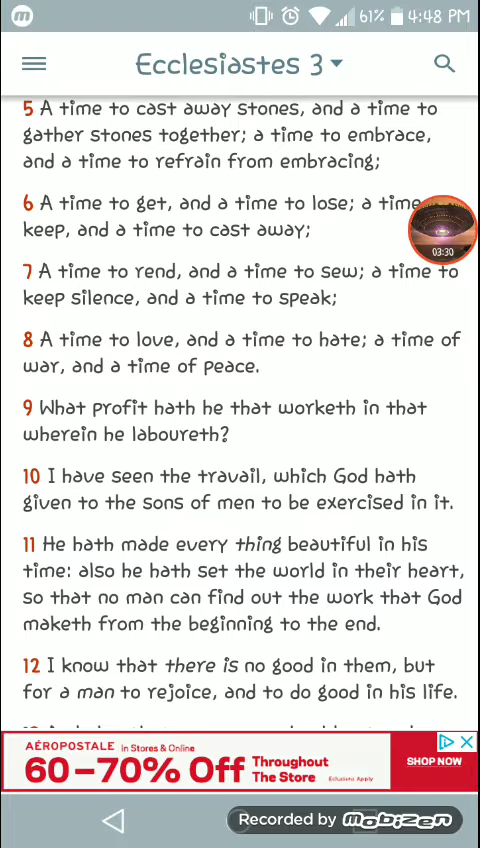 61% 4:48 PM
Ecclesiastes 3
5 A time to cast away stones, and a time to
gather stones together; a time to embrace,
and a time to refrain from embracing;
6 A time to get, and a time to lose; a time
keep, and a time to cast away;
03:30
7 A time to rend, and a time to sew; a time to
keep silence, and a time to speak;
8 A time to love, and a time to hate; a time of
war, and a time of peace.
9 What profit hath he that worketh in that
wherein he laboureth?
10 I have seen the travail, which God hath
given to the sons of men to be exercised in it.
11 He hath made every thing beautiful in his
time: also he hath set the world in their heart,
so that no man can find out the work that God
maketh from the beginning to the end.
12 I know that there is no good in them, but
for a man to rejoice, and to do good in his life.
AÉROPOSTALE in Stores & Online
60–70% Off Throughout
The Store Exclusions Apply
SHOP NOW
Recorded by mobizen